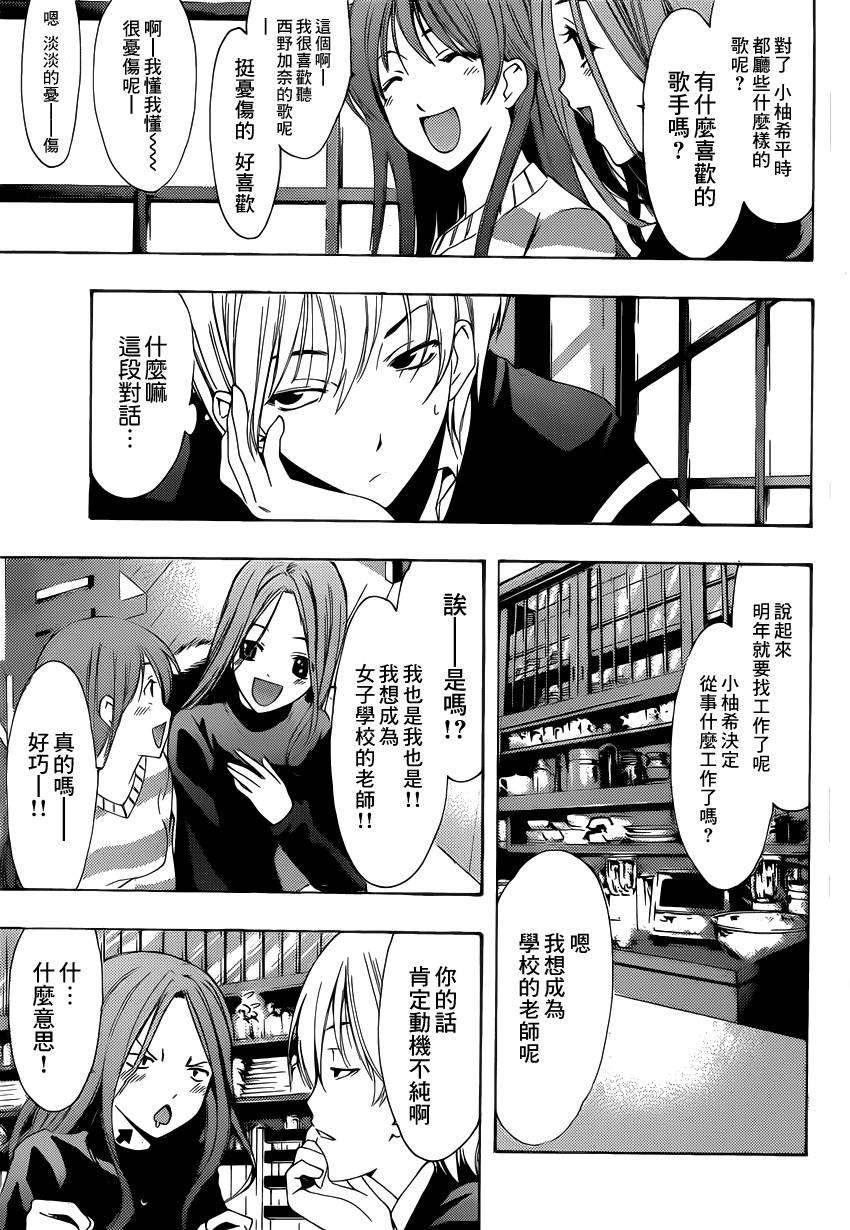 對了 小柚希平時
都聽些什麼樣的
歌呢?
有什麼喜歡的
歌手嗎?
這個啊—
我很喜歡聽
西野加奈的歌呢
挺憂傷的 好喜歡
啊—我懂我懂~
很憂傷呢—
嗯 淡淡的憂——傷
什麼嘛
這段對話…
說起來
明年就要找工作了呢
小柚希決定
從事什麼工作了嗎?
嗯
我想成為
學校的老師呢
誒——是嗎!?
我也是我也是!!
我想成為
女子學校的老師!!
真的嗎——
好巧—!!
你的話
肯定動機不純啊
什…
什麼意思!